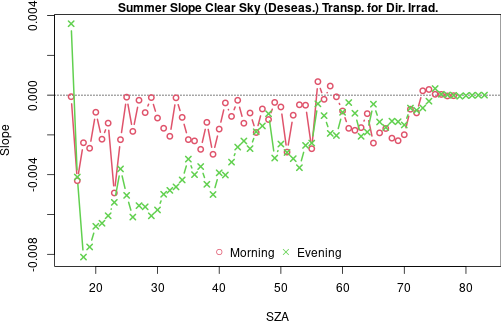 Summer Slope Clear Sky (Deseas.) Transp. for Dir. Irrad.
0.004
0.000
-0.004
-0.008
Slope
Morning Evening
20 30 40 50 60 70 80
SZA